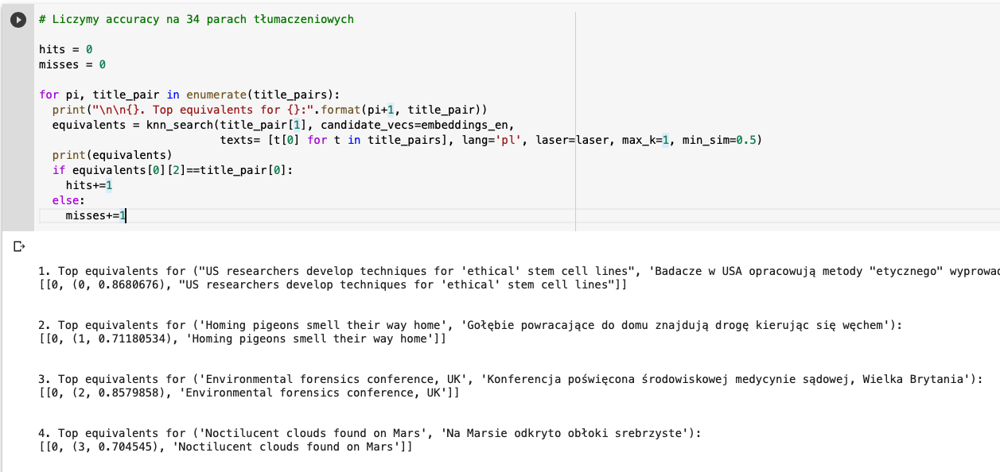 # Liczymy accuracy na 34 parach tłumaczeniowych
hits = 0
misses = 0
for pi, title_pair in enumerate(title_pairs):
print("\n\n{}. Top equivalents for {}:".format(pi+1, title_pair))
equivalents = knn_search(title_pair[1], candidate_vecs=embeddings_en,
texts= [t[0] for t in title_pairs], lang='pl', laser=laser, max_k=1, min_sim=0.5)
print(equivalents)
if equivalents[0][2]==title_pair[0]:
hits+=1
else:
misses+=1
1. Top equivalents for ("US researchers develop techniques for 'ethical' stem cell lines", 'Badacze w USA opracowują metody "etycznego"
[[0, (0, 0.8680676), "US researchers develop techniques for 'ethical' stem cell lines"]]
2. Top equivalents for ('Homing pigeons smell their way home', 'Gołębie powracające do domu znajdują drogę kierując się węchem'):
[[0, (1, 0.71180534), 'Homing pigeons smell their way home']]
3. Top equivalents for ('Environmental forensics conference, UK', 'Konferencja poświęcona środowiskowej medycynie sądowej, Wielka Brytania'):
[[0, (2, 0.8579858), 'Environmental forensics conference, UK']]
4. Top equivalents for ('Noctilucent clouds found on Mars', 'Na Marsie odkryto obłoki srebrzyste'):
[[0, (3, 0.704545), 'Noctilucent clouds found on Mars']]